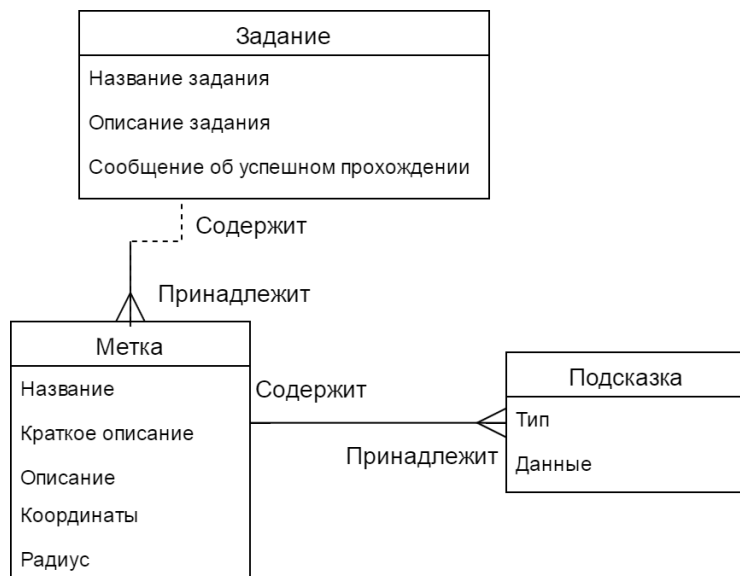 Задание
Название задания
Описание задания
Сообщение об успешном прохождении
Содержит
Принадлежит
Метка
Название
Краткое описание
Описание
Координаты
Радиус
Содержит
Принадлежит
Подсказка
Тип
Данные